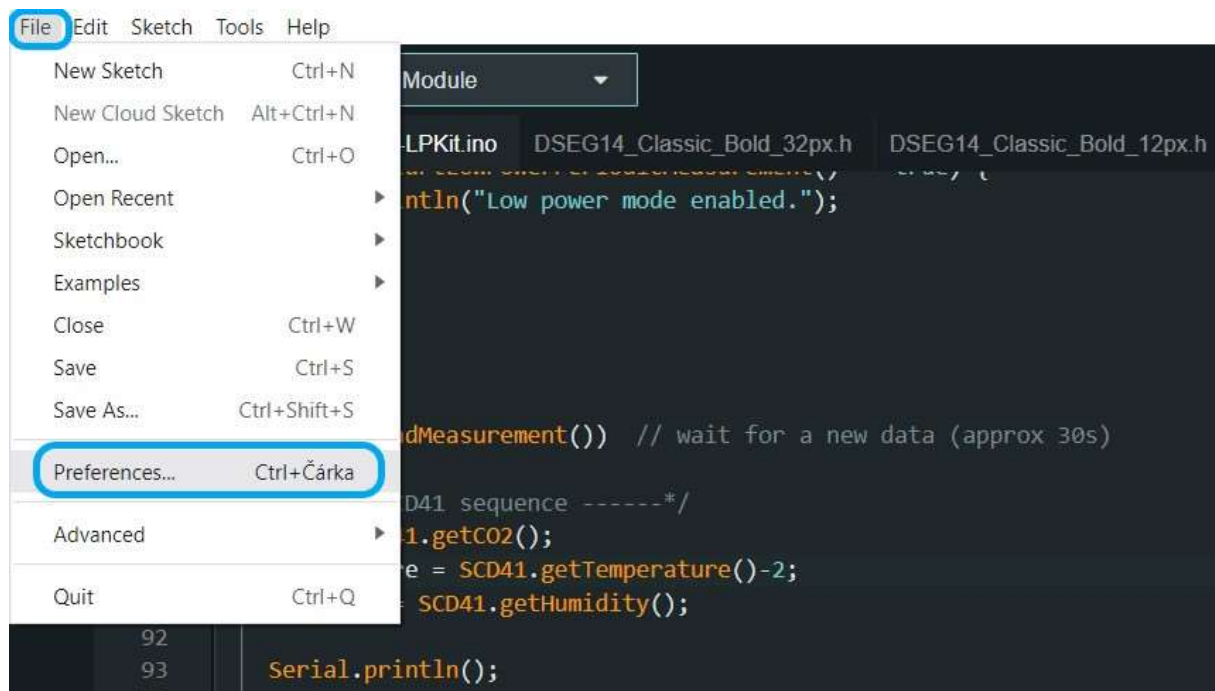 File Edit Sketch Tools Help
New Sketch Ctrl+N
New Cloud Sketch Alt+Ctrl+N
Open... Ctrl+O
Open Recent
Sketchbook
Examples
Close Ctrl+W
Save Ctrl+S
Save As... Ctrl+Shift+S
Preferences... Ctrl+Čárka
Advanced
Quit Ctrl+Q
Module
-LPKit.ino DSEG14_Classic_Bold_32px.h DSEG14_Classic_Bold_12px.h
ntln("Low power mode enabled.");
dMeasurement()) // wait for a new data (approx 30s)
D41 sequence ------*/
1.getCO2();
e = SCD41.getTemperature()-2;
= SCD41.getHumidity();
92
93 Serial.println();